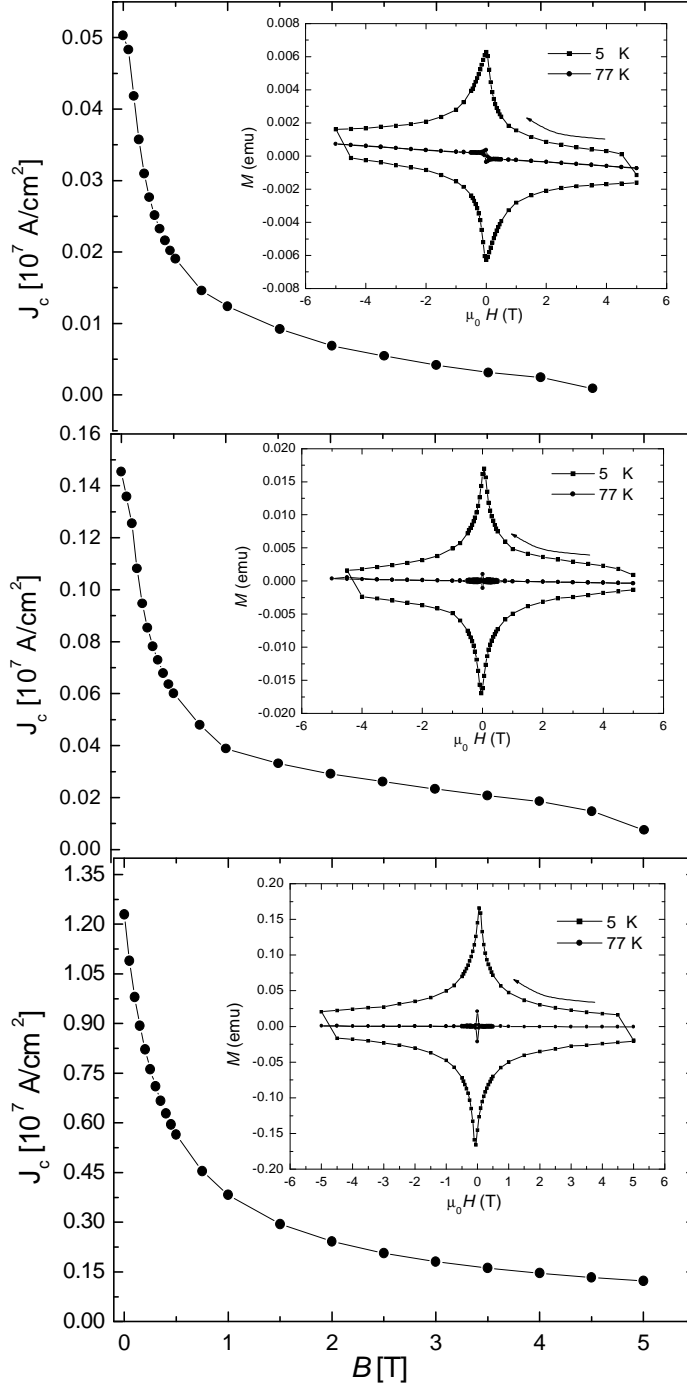 0.05
0.04
0.03
0.02
0.01
0.00
J_c [10^7 A/cm^2]
0.008
0.006
0.004
0.002
0.000
-0.002
-0.004
-0.006
-0.008
M (emu)
5 K
77 K
-6 -4 -2 0 2 4 6
μ_0 H (T)
0.16
0.14
0.12
0.10
0.08
0.06
0.04
0.02
0.00
J_c [10^7 A/cm^2]
0.020
0.015
0.010
0.005
0.000
-0.005
-0.010
-0.015
-0.020
M (emu)
5 K
77 K
-6 -4 -2 0 2 4 6
μ_0 H (T)
1.35
1.20
1.05
0.90
0.75
0.60
0.45
0.30
0.15
0.00
J_c [10^7 A/cm^2]
0.20
0.15
0.10
0.05
0.00
-0.05
-0.10
-0.15
-0.20
M (emu)
5 K
77 K
-6 -5 -4 -3 -2 -1 0 1 2 3 4 5 6
μ_0 H (T)
0 1 2 3 4 5
B [T]